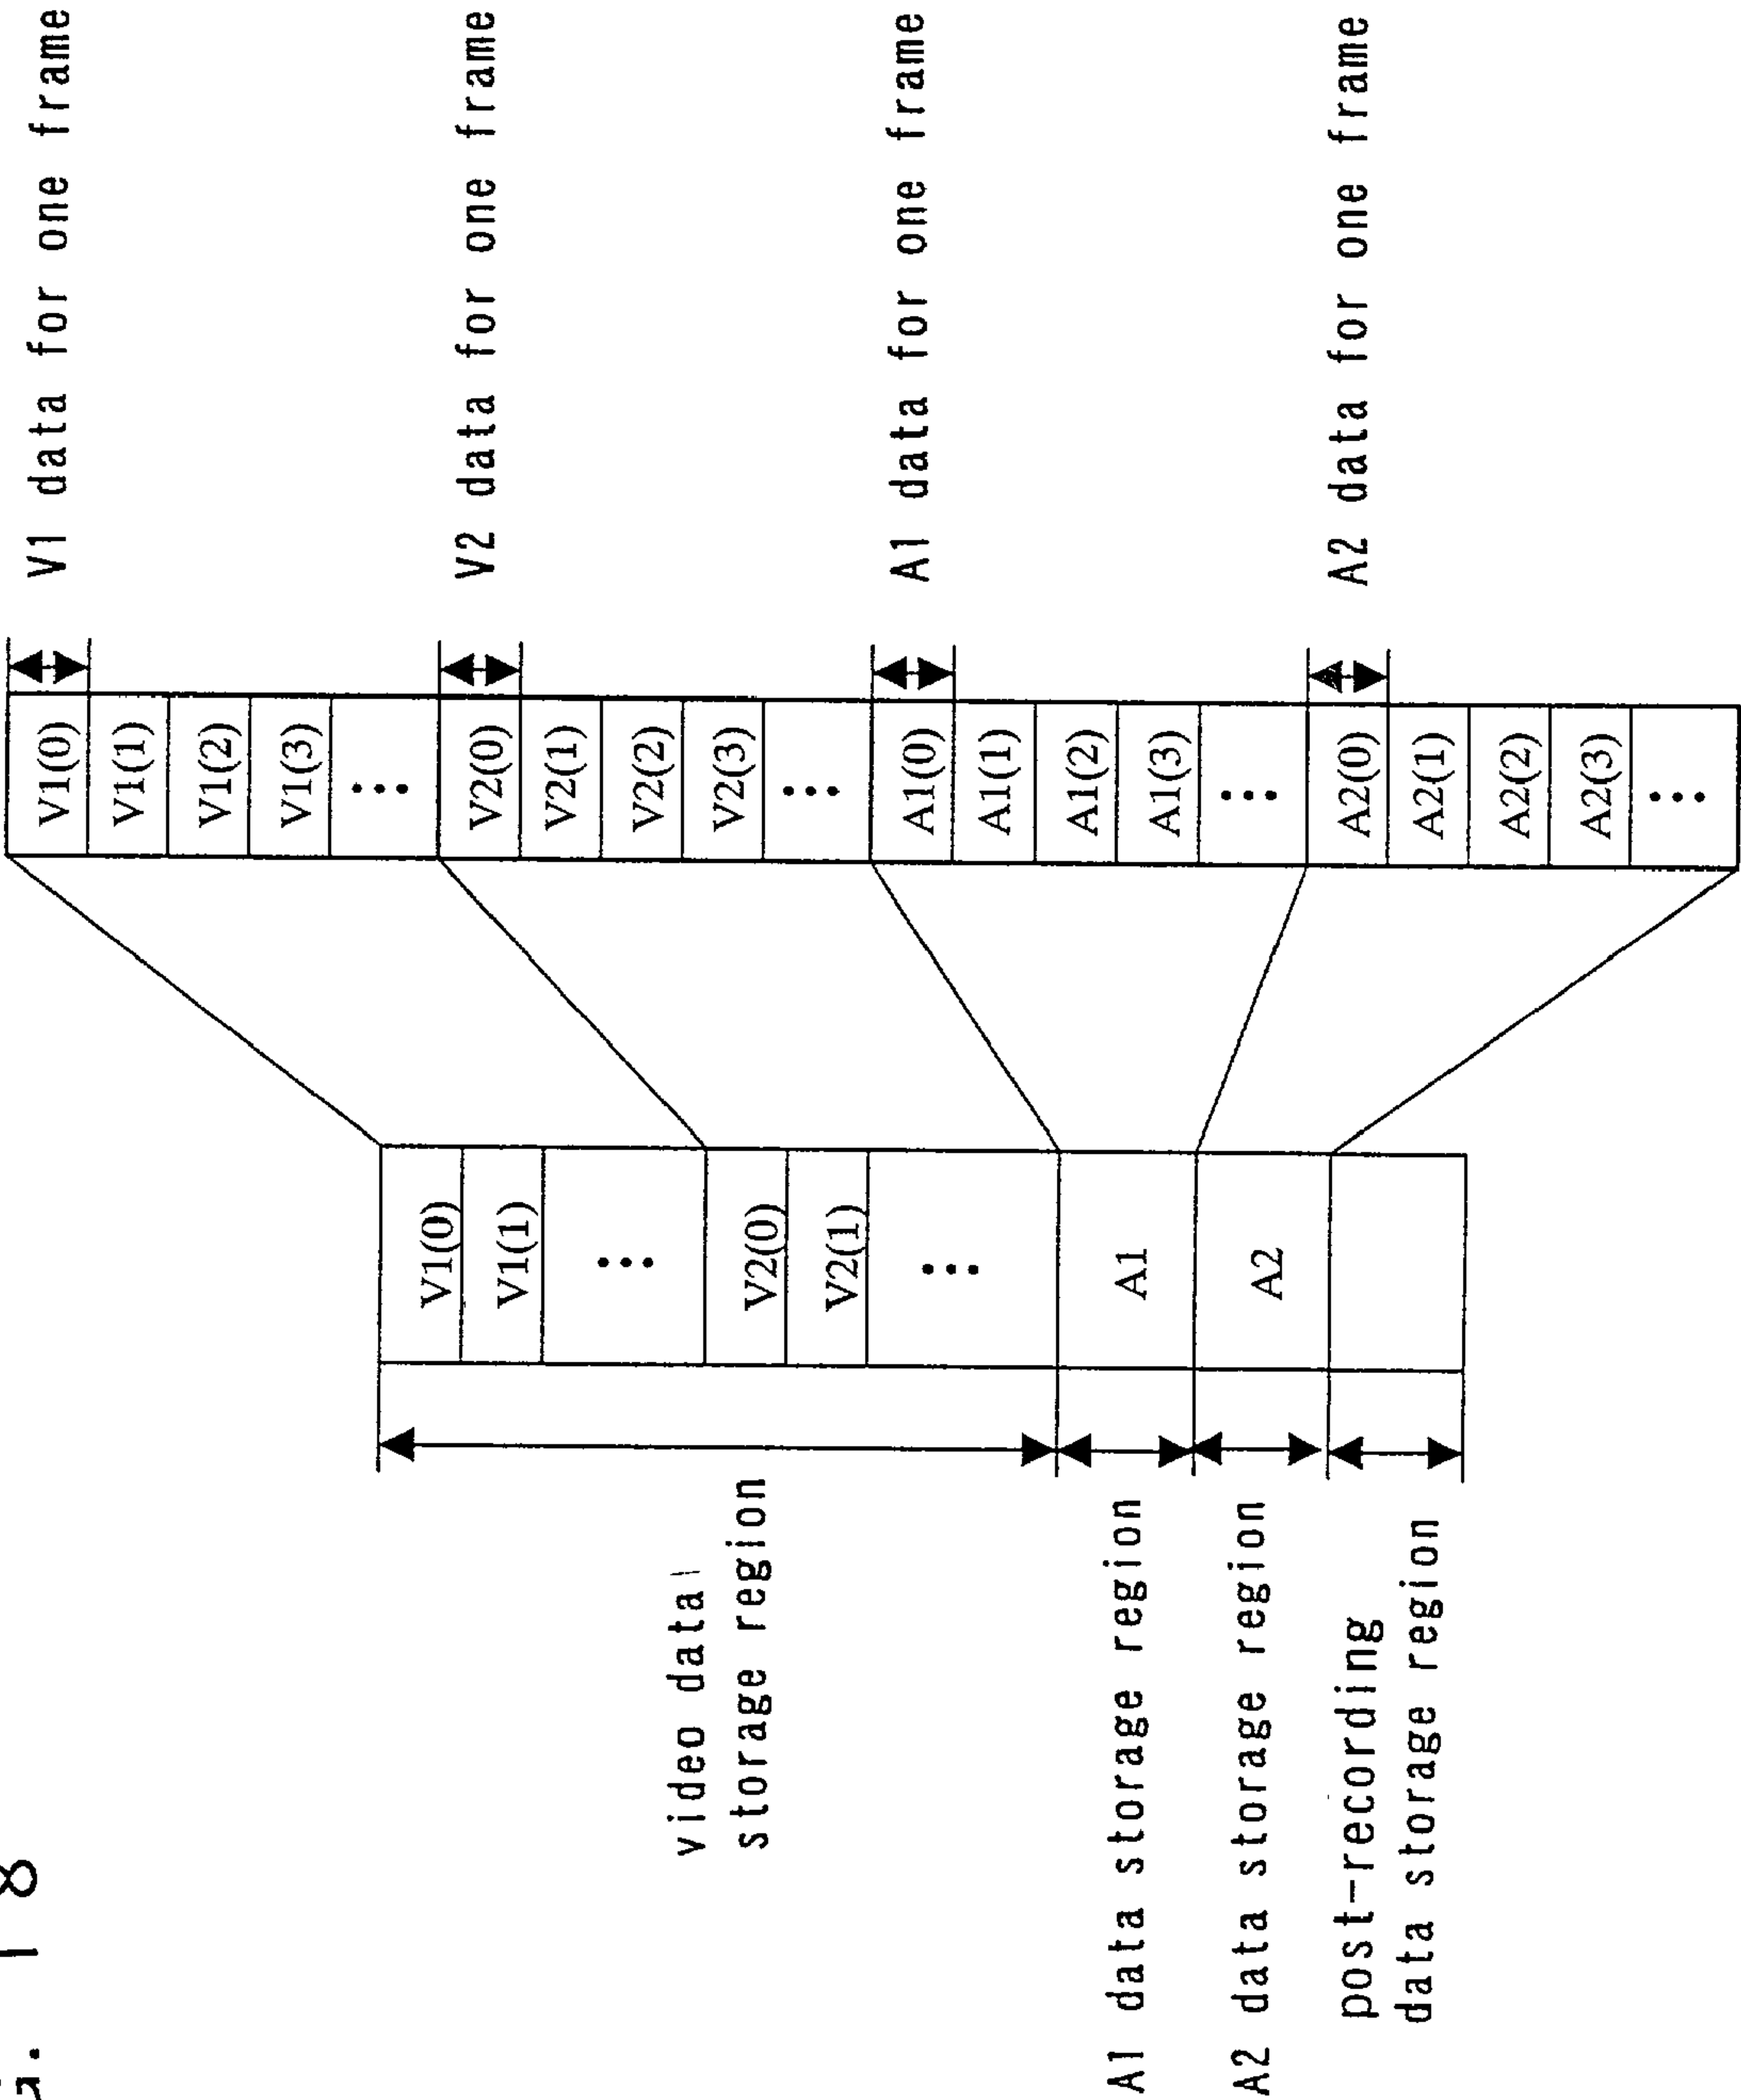 G. 18
video data
storage region
A1 data storage region
A2 data storage region
post-recording
data storage region
V1(0)
V1(1)
...
V2(0)
V2(1)
...
A1
A2
V1(0)
V1(1)
V1(2)
V1(3)
...
V2(0)
V2(1)
V2(2)
V2(3)
...
A1(0)
A1(1)
A1(2)
A1(3)
...
A2(0)
A2(1)
A2(2)
A2(3)
...
V1 data for one frame
V2 data for one frame
A1 data for one frame
A2 data for one frame